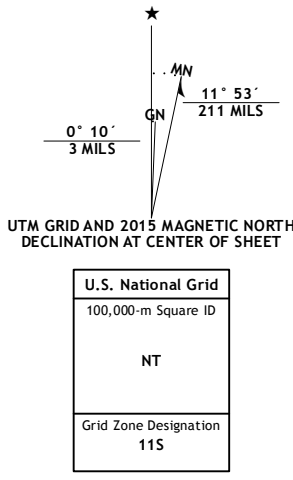 ★
MN
GN
11° 53´
211 MILS
0° 10´
3 MILS
UTM GRID AND 2015 MAGNETIC NORTH
DECLINATION AT CENTER OF SHEET
U.S. National Grid
100,000-m Square ID
NT
Grid Zone Designation
11S